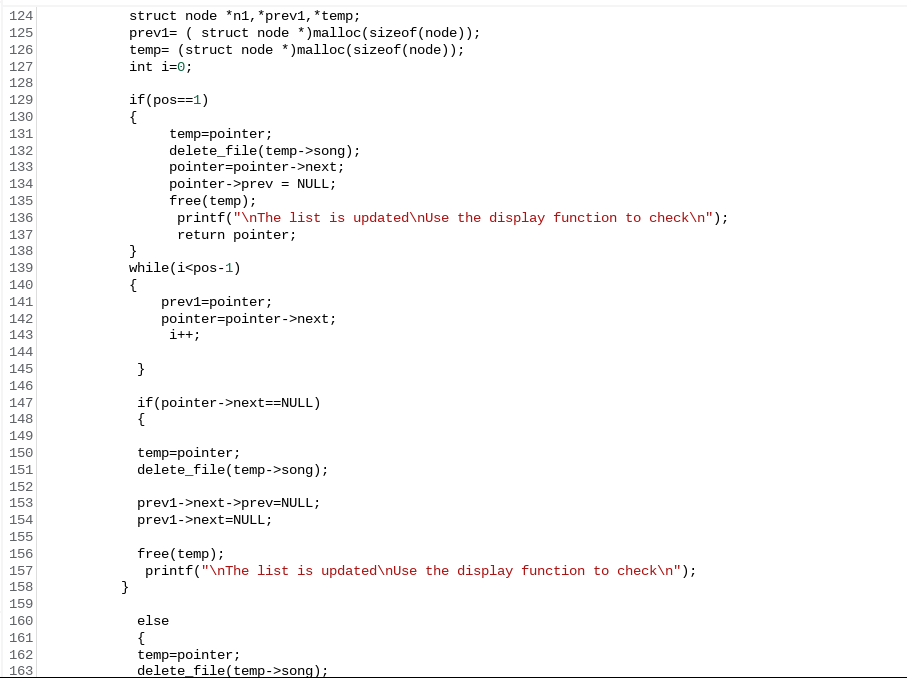 124 struct node *n1,*prev1,*temp;
125 prev1= ( struct node *)malloc(sizeof(node));
126 temp= (struct node *)malloc(sizeof(node));
127 int i=0;
128
129 if(pos==1)
130 {
131 temp=pointer;
132 delete_file(temp->song);
133 pointer=pointer->next;
134 pointer->prev = NULL;
135 free(temp);
136 printf("\nThe list is updated\nUse the display function to check\n");
137 return pointer;
138 }
139 while(i<pos-1)
140 {
141 prev1=pointer;
142 pointer=pointer->next;
143 i++;
144
145 }
146
147 if(pointer->next==NULL)
148 {
149
150 temp=pointer;
151 delete_file(temp->song);
152
153 prev1->next->prev=NULL;
154 prev1->next=NULL;
155
156 free(temp);
157 printf("\nThe list is updated\nUse the display function to check\n");
158 }
159
160 else
161 {
162 temp=pointer;
163 delete_file(temp->song);